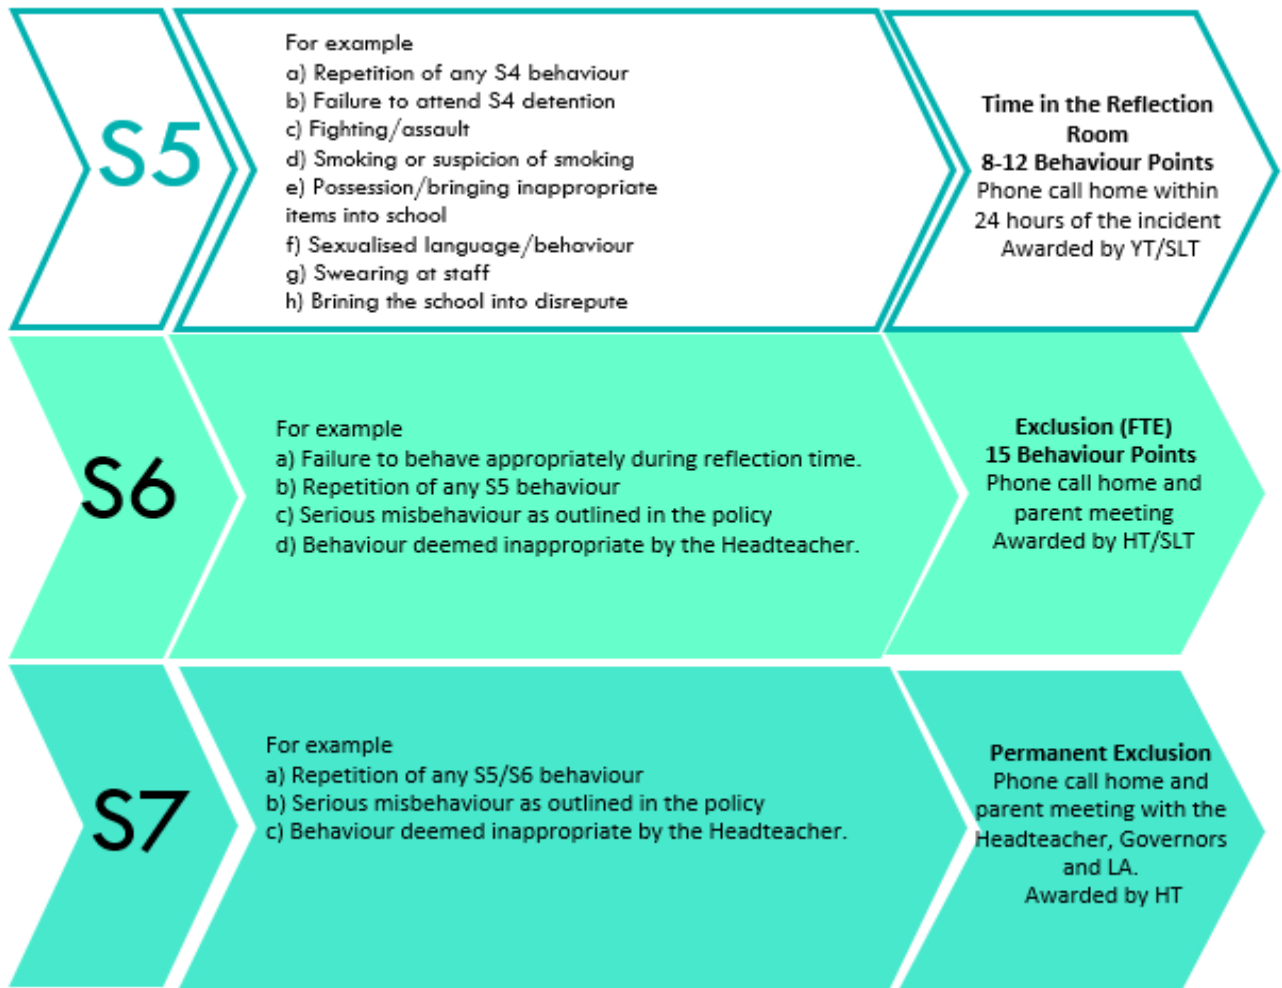 S5
For example
a) Repetition of any S4 behaviour
b) Failure to attend S4 detention
c) Fighting/assault
d) Smoking or suspicion of smoking
e) Possession/bringing inappropriate
items into school
f) Sexualised language/behaviour
g) Swearing at staff
h) Brining the school into disrepute
Time in the Reflection
Room
8-12 Behaviour Points
Phone call home within
24 hours of the incident
Awarded by YT/SLT
S6
For example
a) Failure to behave appropriately during reflection time.
b) Repetition of any S5 behaviour
c) Serious misbehaviour as outlined in the policy
d) Behaviour deemed inappropriate by the Headteacher.
Exclusion (FTE)
15 Behaviour Points
Phone call home and
parent meeting
Awarded by HT/SLT
S7
For example
a) Repetition of any S5/S6 behaviour
b) Serious misbehaviour as outlined in the policy
c) Behaviour deemed inappropriate by the Headteacher.
Permanent Exclusion
Phone call home and
parent meeting with the
Headteacher, Governors
and LA.
Awarded by HT